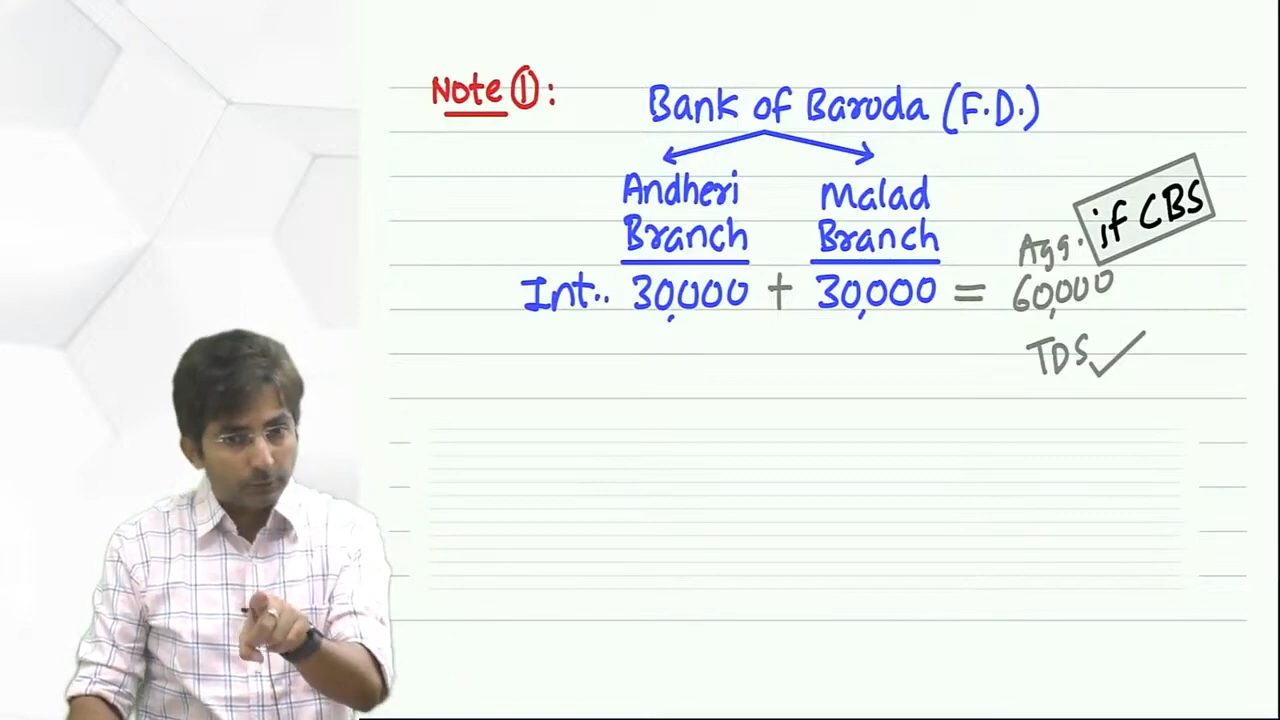 Note ①:
Bank of Baroda (F.D.)
Andheri Branch
Malad Branch
Agg. if CBS
Int.. 30,000 + 30,000 = 60,000
TDS ✓